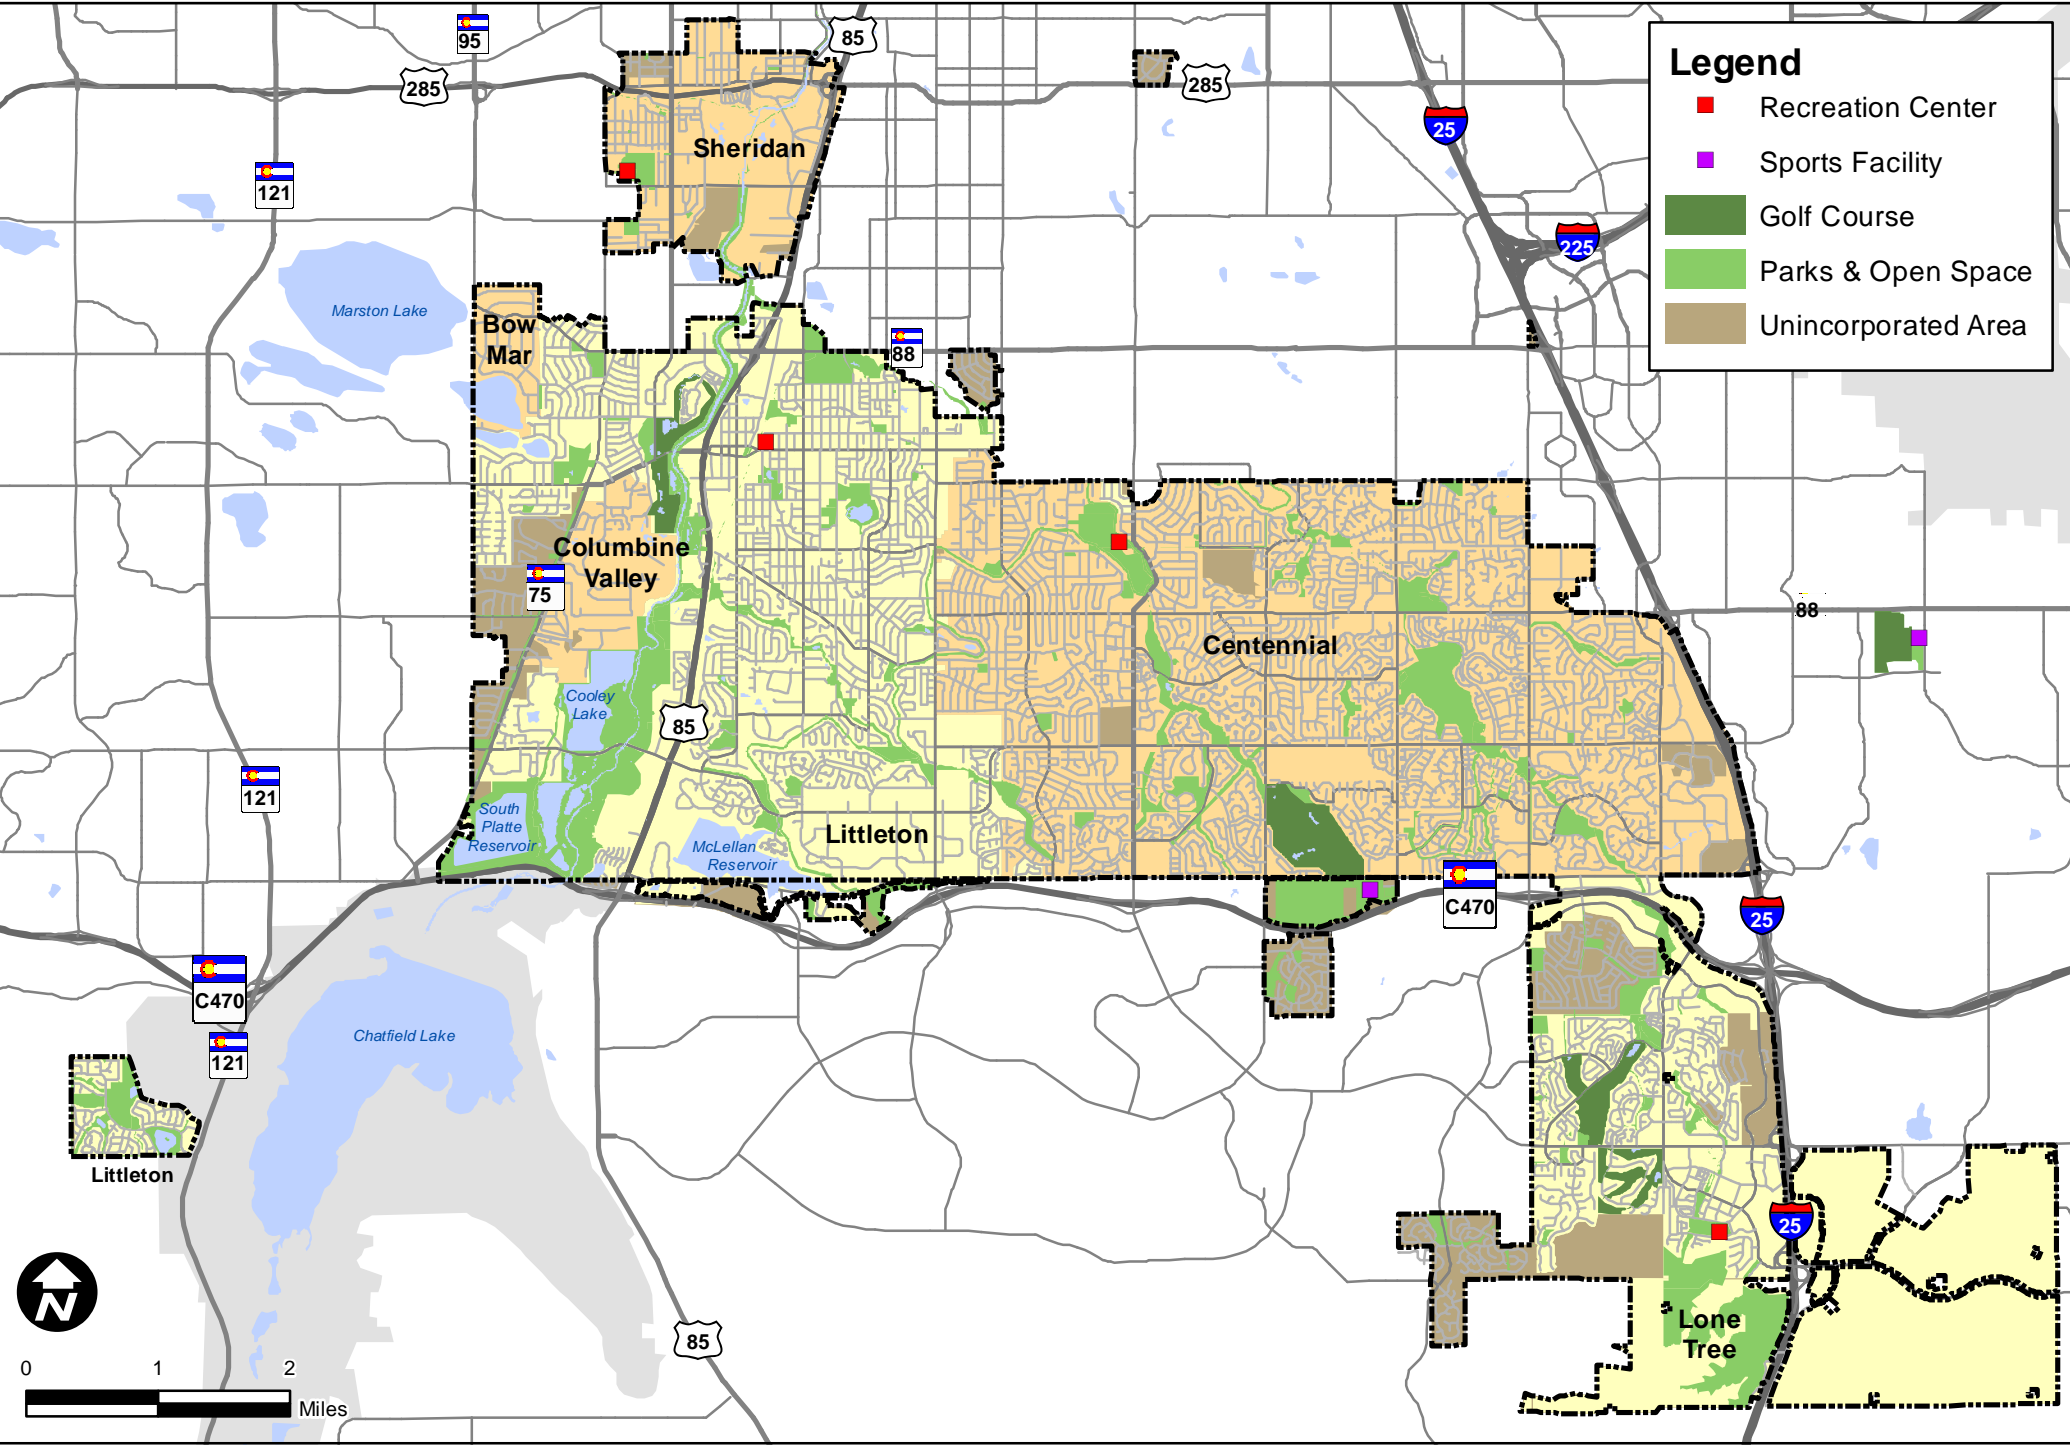 95
85
285
285
Legend
Recreation Center
Sports Facility
Golf Course
Parks & Open Space
Unincorporated Area
25
Sheridan
121
225
Marston Lake
Bow
Mar
88
Columbine
Valley
75
88
Centennial
Cooley
Lake
85
121
South
Platte
Reservoir
McLellan
Reservoir
Littleton
C470
25
C470
121
Chatfield Lake
Littleton
25
Lone
Tree
N
85
0 1 2
Miles